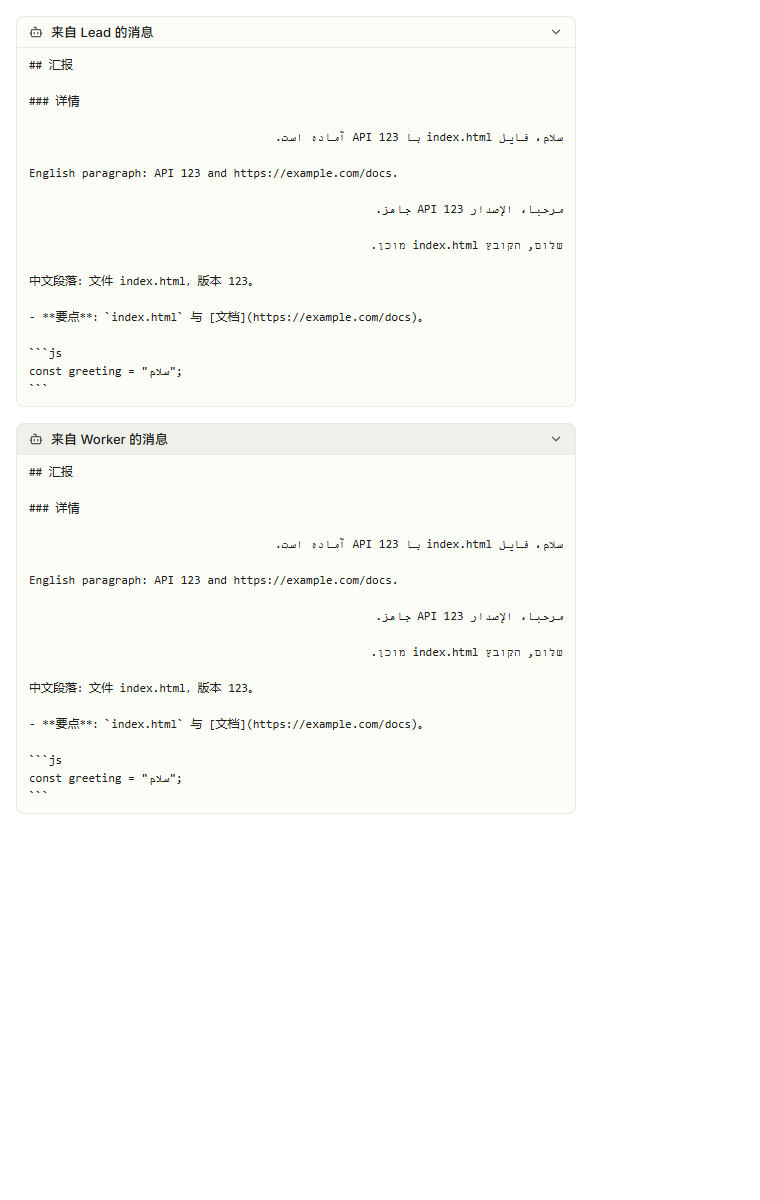 来自 Lead 的消息
## 汇报
### 详情
سلام، فایل index.html با API 123 آماده است.
English paragraph: API 123 and https://example.com/docs.
مرحبا، الإصدار API 123 جاهز.
שלום, הקובץ index.html מוכן.
中文段落：文件 index.html，版本 123。
- **要点**：`index.html` 与 [文档](https://example.com/docs)。
```js
const greeting = "سلام";
```
来自 Worker 的消息
## 汇报
### 详情
سلام، فایل index.html با API 123 آماده است.
English paragraph: API 123 and https://example.com/docs.
مرحبا، الإصدار API 123 جاهز.
שלום, הקובץ index.html מוכן.
中文段落：文件 index.html，版本 123。
- **要点**：`index.html` 与 [文档](https://example.com/docs)。
```js
const greeting = "سلام";
```